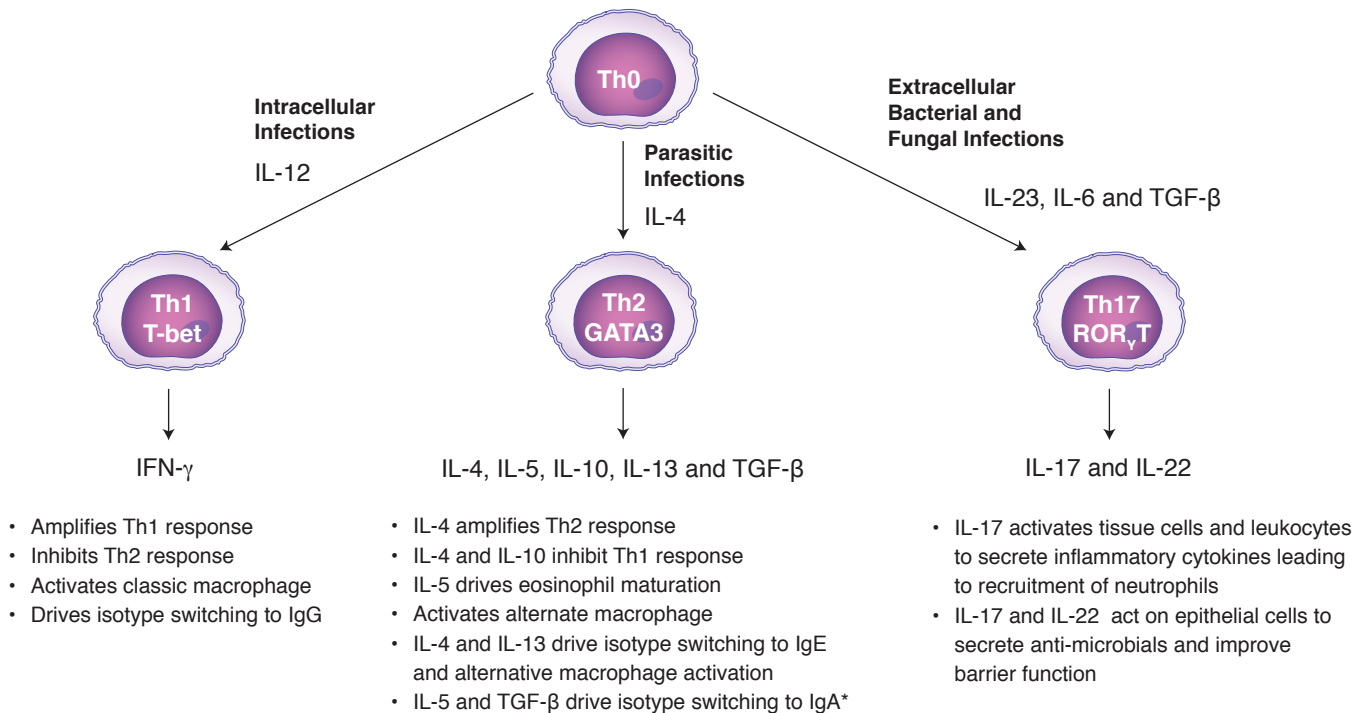 Th0
Intracellular
Infections
IL-12
Parasitic
Infections
IL-4
Extracellular
Bacterial and
Fungal Infections
IL-23, IL-6 and TGF-β
Th1
T-bet
Th2
GATA3
Th17
RORγT
IFN-γ
• Amplifies Th1 response
• Inhibits Th2 response
• Activates classic macrophage
• Drives isotype switching to IgG
IL-4, IL-5, IL-10, IL-13 and TGF-β
• IL-4 amplifies Th2 response
• IL-4 and IL-10 inhibit Th1 response
• IL-5 drives eosinophil maturation
• Activates alternate macrophage
• IL-4 and IL-13 drive isotype switching to IgE
and alternative macrophage activation
• IL-5 and TGF-β drive isotype switching to IgA*
IL-17 and IL-22
• IL-17 activates tissue cells and leukocytes
to secrete inflammatory cytokines leading
to recruitment of neutrophils
• IL-17 and IL-22 act on epithelial cells to
secrete anti-microbials and improve
barrier function